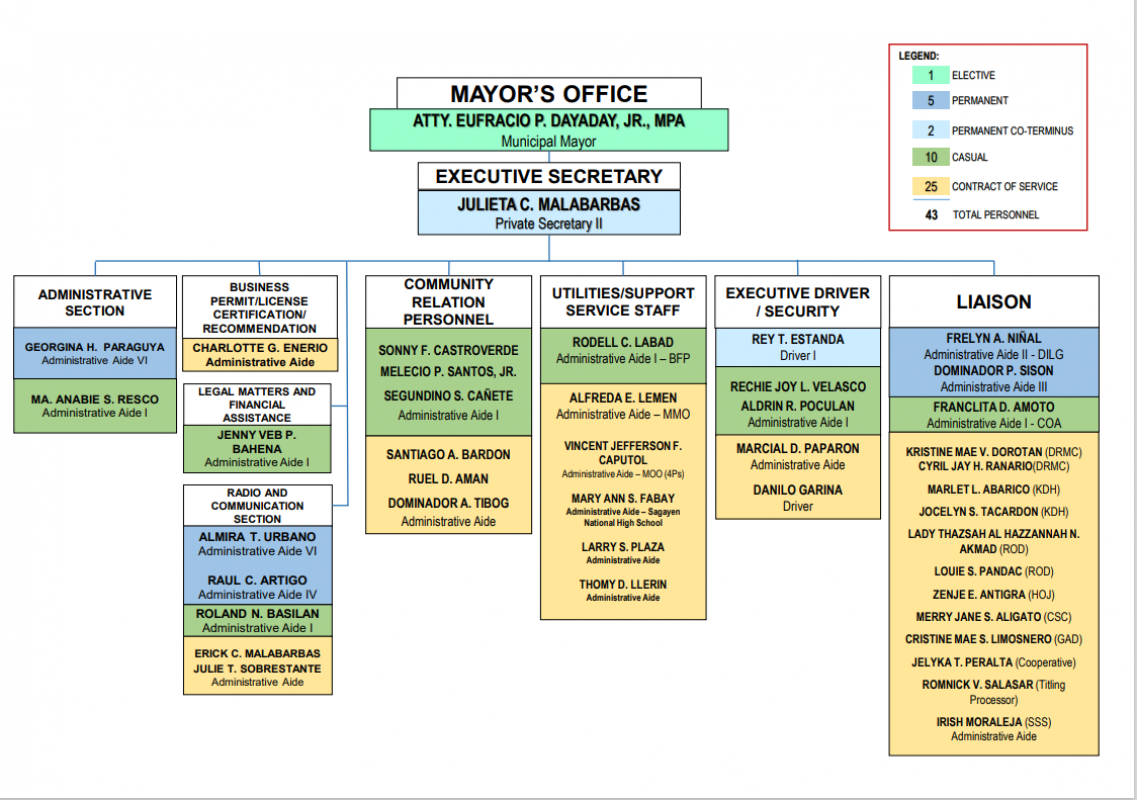 LEGEND:
1 ELECTIVE
5 PERMANENT
2 PERMANENT CO-TERMINUS
10 CASUAL
25 CONTRACT OF SERVICE
43 TOTAL PERSONNEL
MAYOR'S OFFICE
ATTY. EUFRACIO P. DAYADAY, JR., MPA
Municipal Mayor
EXECUTIVE SECRETARY
JULIETA C. MALABARBAS
Private Secretary II
ADMINISTRATIVE
SECTION
GEORGINA H. PARAGUYA
Administrative Aide VI
MA. ANABIE S. RESCO
Administrative Aide I
BUSINESS
PERMIT/LICENSE
CERTIFICATION/
RECOMMENDATION
CHARLOTTE G. ENERIO
Administrative Aide
LEGAL MATTERS AND
FINANCIAL
ASSISTANCE
JENNY VEB P.
BAHENA
Administrative Aide I
RADIO AND
COMMUNICATION
SECTION
ALMIRA T. URBANO
Administrative Aide VI
RAUL C. ARTIGO
Administrative Aide IV
ROLAND N. BASILAN
Administrative Aide I
ERICK C. MALABARBAS
JULIE T. SOBRESTANTE
Administrative Aide
COMMUNITY
RELATION
PERSONNEL
SONNY F. CASTROVERDE
MELECIO P. SANTOS, JR.
SEGUNDINO S. CAÑETE
Administrative Aide I
SANTIAGO A. BARDON
RUEL D. AMAN
DOMINADOR A. TIBOG
Administrative Aide
UTILITIES/SUPPORT
SERVICE STAFF
RODELL C. LABAD
Administrative Aide I – BFP
ALFREDA E. LEMEN
Administrative Aide – MMO
VINCENT JEFFERSON F.
CAPUTOL
Administrative Aide – MOO (4Ps)
MARY ANN S. FABAY
Administrative Aide – Sagayen
National High School
LARRY S. PLAZA
Administrative Aide
THOMY D. LLERIN
Administrative Aide
EXECUTIVE DRIVER
/ SECURITY
REY T. ESTANDA
Driver I
RECHIE JOY L. VELASCO
ALDRIN R. POCULAN
Administrative Aide I
MARCIAL D. PAPARON
Administrative Aide
DANILO GARINA
Driver
LIAISON
FRELYN A. NIÑAL
Administrative Aide II - DILG
DOMINADOR P. SISON
Administrative Aide III
FRANCLITA D. AMOTO
Administrative Aide I - COA
KRISTINE MAE V. DOROTAN (DRMC)
CYRIL JAY H. RANARIO(DRMC)
MARLET L. ABARICO (KDH)
JOCELYN S. TACARDON (KDH)
LADY THAZSAH AL HAZZANNAH N.
AKMAD (ROD)
LOUIE S. PANDAC (ROD)
ZENJE E. ANTIGRA (HOJ)
MERRY JANE S. ALIGATO (CSC)
CRISTINE MAE S. LIMOSNERO (GAD)
JELYKA T. PERALTA (Cooperative)
ROMNICK V. SALASAR (Titling
Processor)
IRISH MORALEJA (SSS)
Administrative Aide